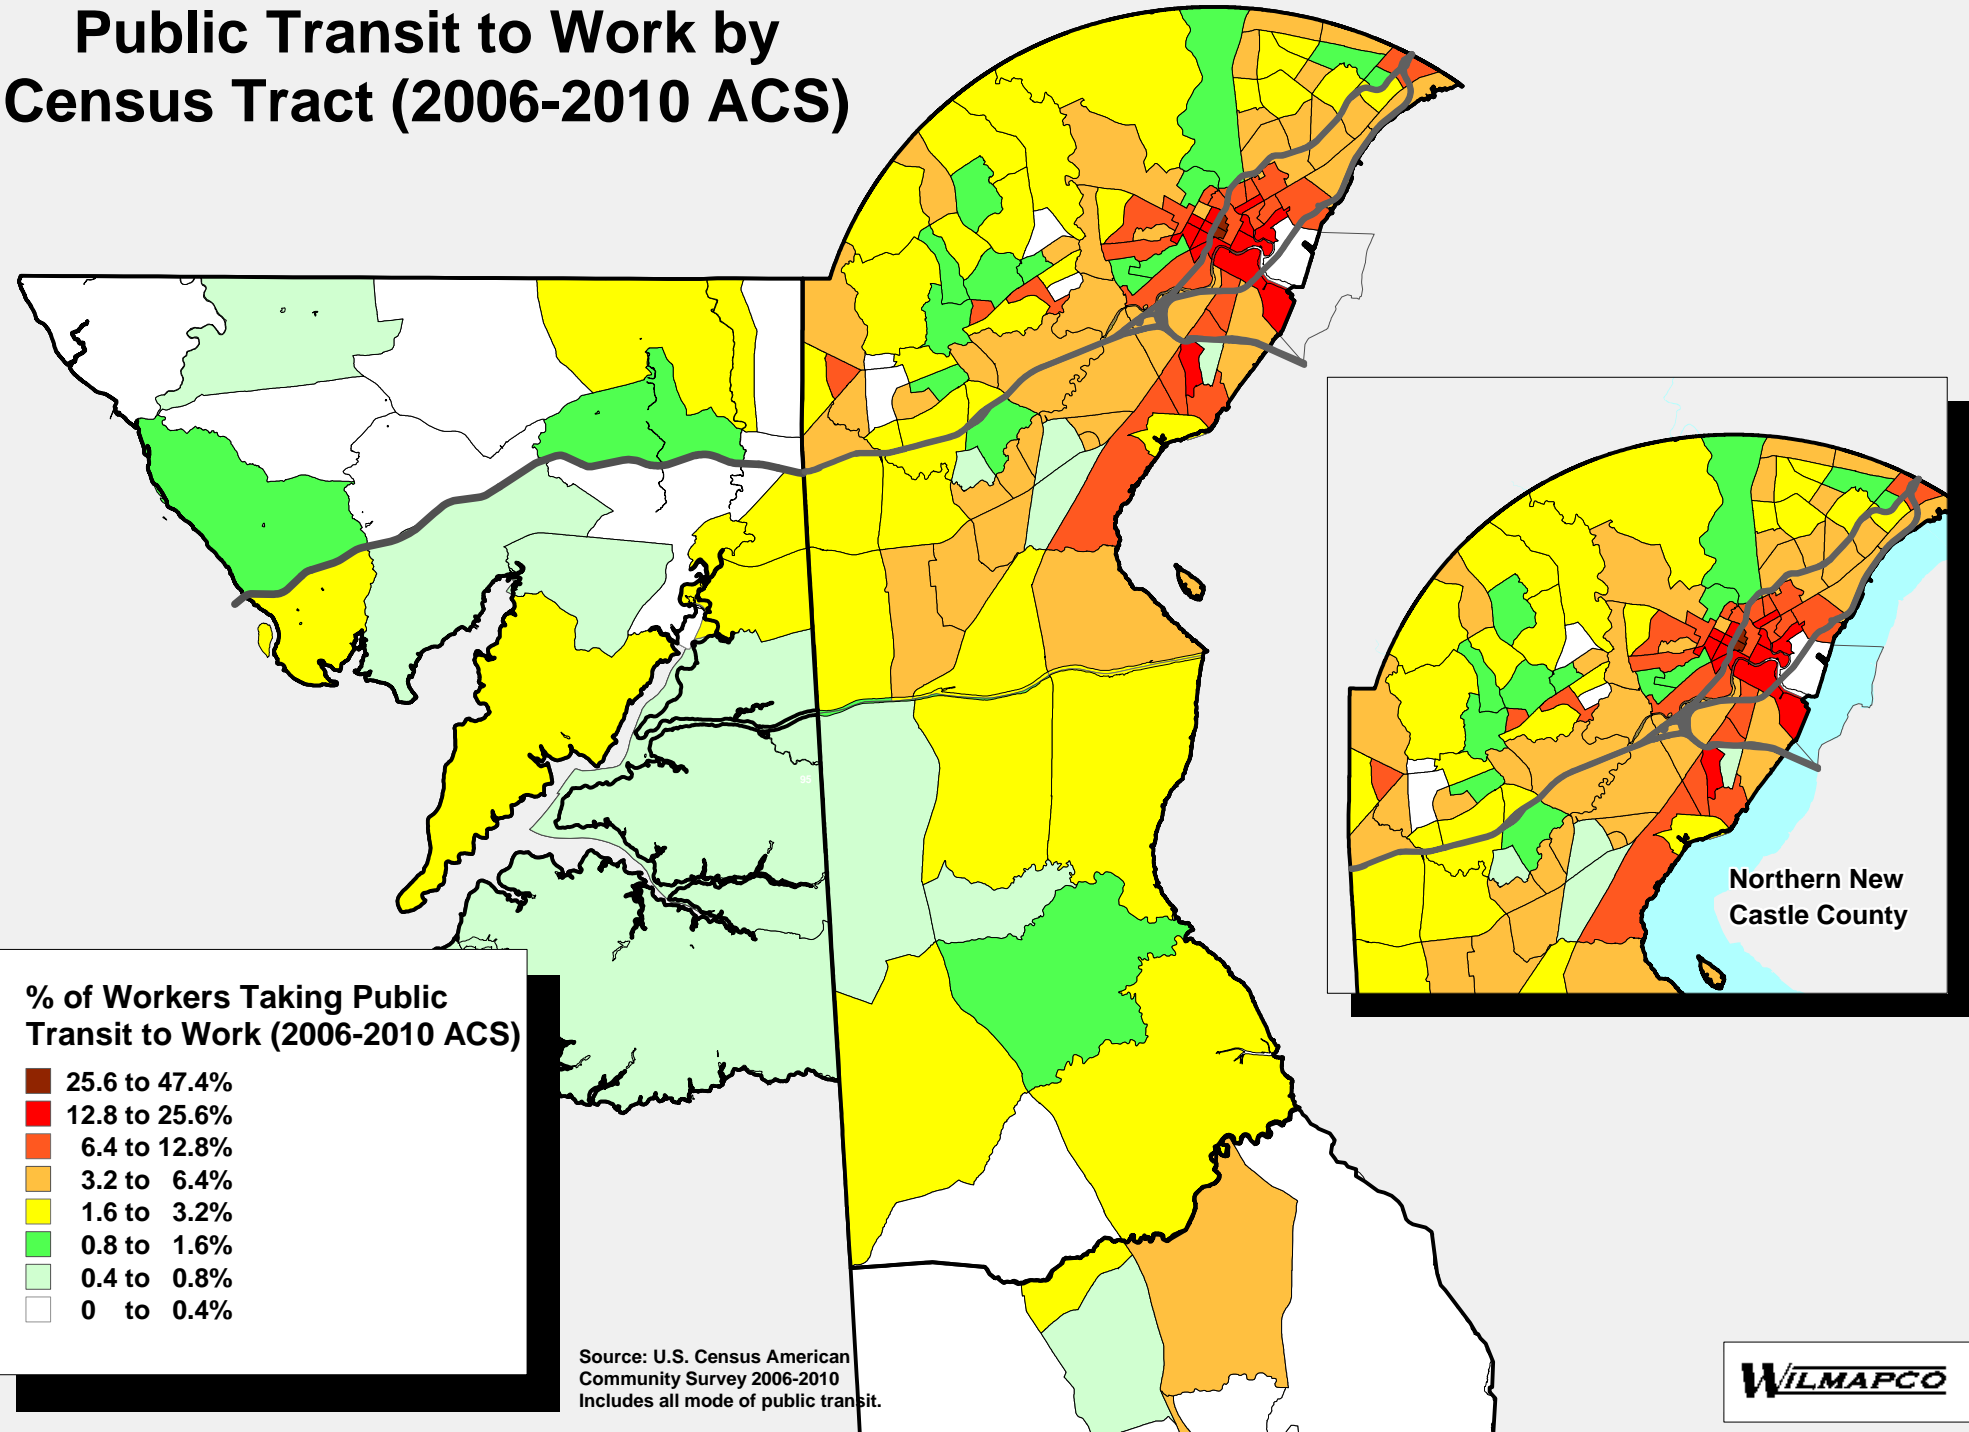 Public Transit to Work by
Census Tract (2006-2010 ACS)
95
Northern New
Castle County
% of Workers Taking Public
Transit to Work (2006-2010 ACS)
25.6 to 47.4%
12.8 to 25.6%
6.4 to 12.8%
3.2 to 6.4%
1.6 to 3.2%
0.8 to 1.6%
0.4 to 0.8%
0 to 0.4%
Source: U.S. Census American
Community Survey 2006-2010
Includes all mode of public transit.
WILMAPCO